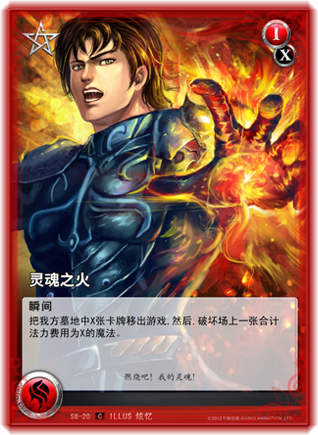 1
X
灵魂之火
瞬间
把我方墓地中X张卡牌移出游戏,然后,破坏场上一张合计
法力费用为X的魔法。
燃烧吧!我的灵魂!
S6-20 C ILLUS 炫忆